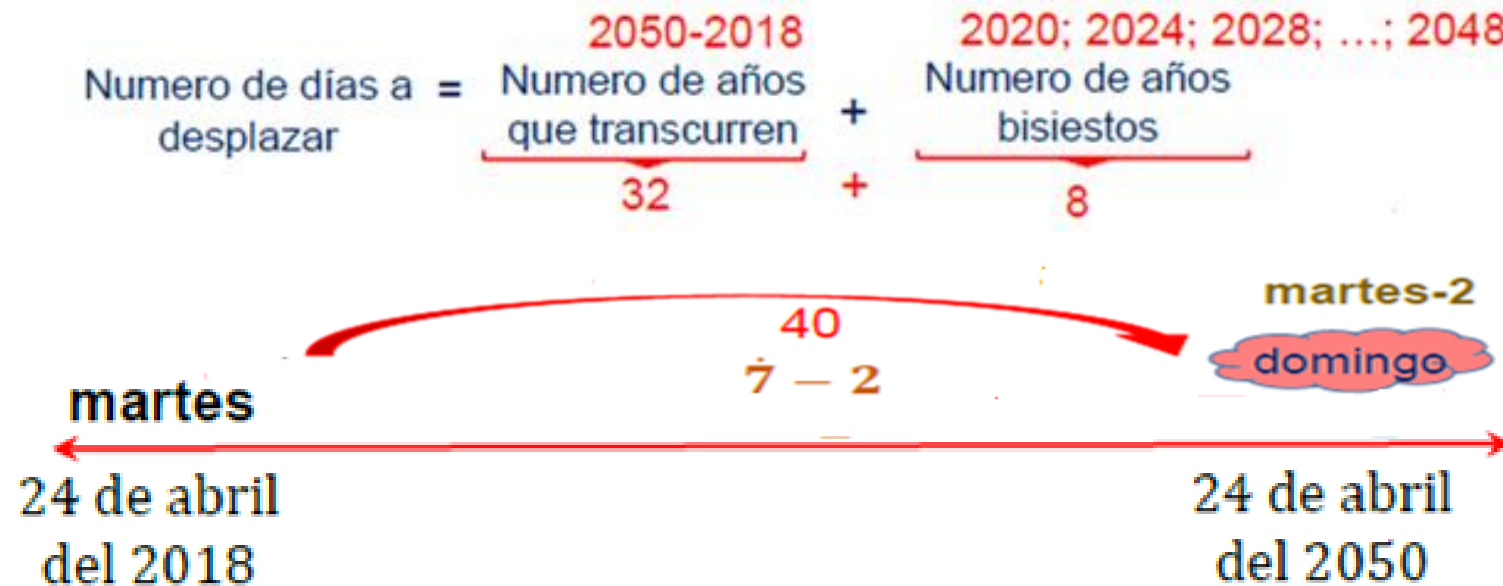 2050-2018 2020; 2024; 2028; ...; 2048
Numero de días a = Numero de años + Numero de años
desplazar que transcurren bisiestos
32 + 8
martes-2
40
domingo
7̇ − 2
martes
24 de abril 24 de abril
del 2018 del 2050